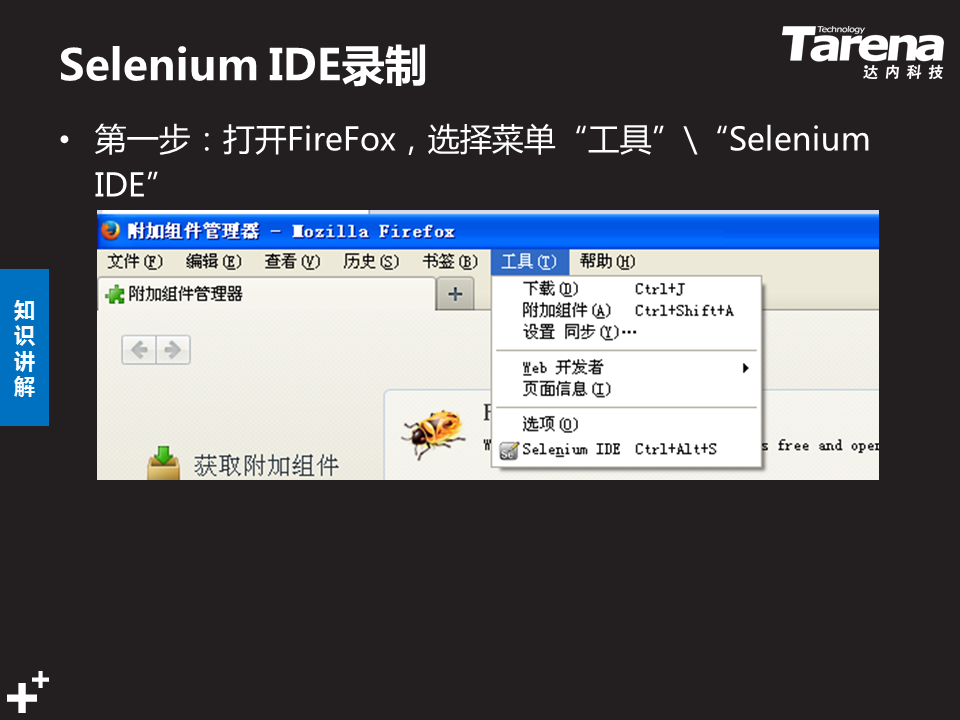 Selenium IDE录制
Technology
Tarena
达内科技
• 第一步：打开FireFox，选择菜单“工具”\“Selenium
IDE”
附加组件管理器 - Mozilla Firefox
文件(F) 编辑(E) 查看(V) 历史(S) 书签(B) 工具(T) 帮助(H)
附加组件管理器 +
下载(D) Ctrl+J
附加组件(A) Ctrl+Shift+A
设置 同步(Y)…
Web 开发者
页面信息(I)
选项(O)
Selenium IDE Ctrl+Alt+S
free and open
获取附加组件
知识讲解